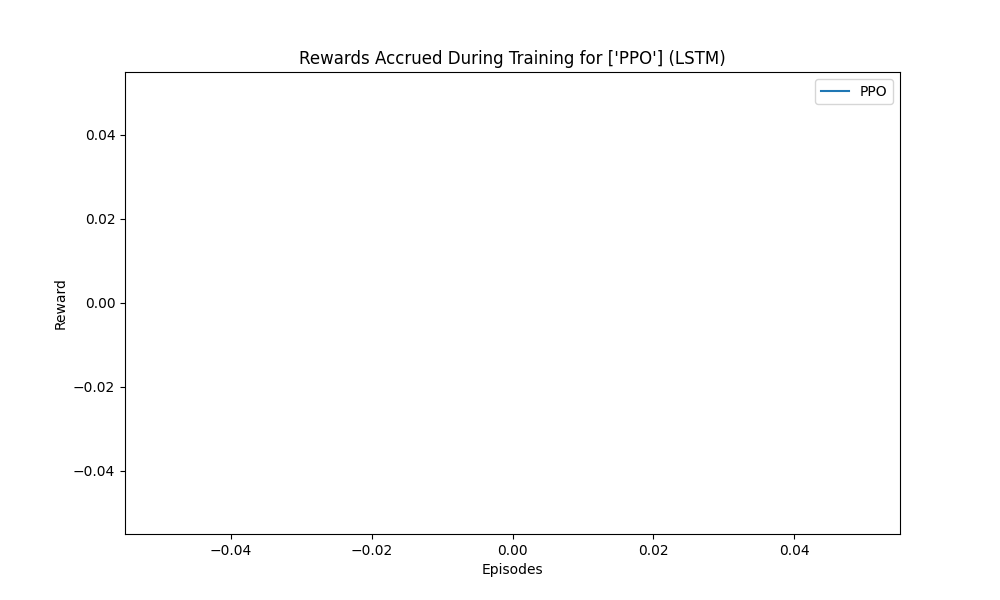 Rewards Accrued During Training for ['PPO'] (LSTM)
PPO
0.04
0.02
0.00
−0.02
−0.04
Reward
−0.04 −0.02 0.00 0.02 0.04
Episodes